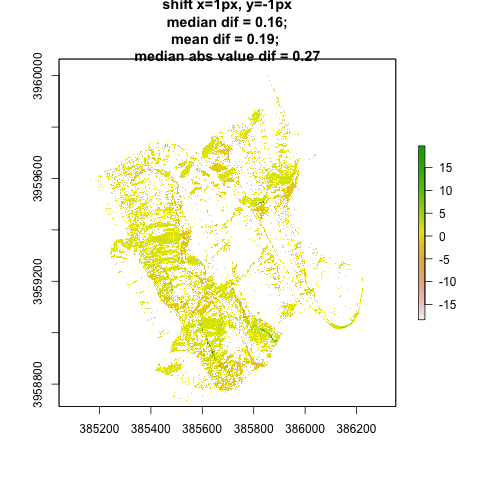 shift x=1px, y=-1px
median dif = 0.16;
mean dif = 0.19;
median abs value dif = 0.27
3960000
3959600
3959200
3958800
15
10
5
0
-5
-10
-15
385200 385400 385600 385800 386000 386200